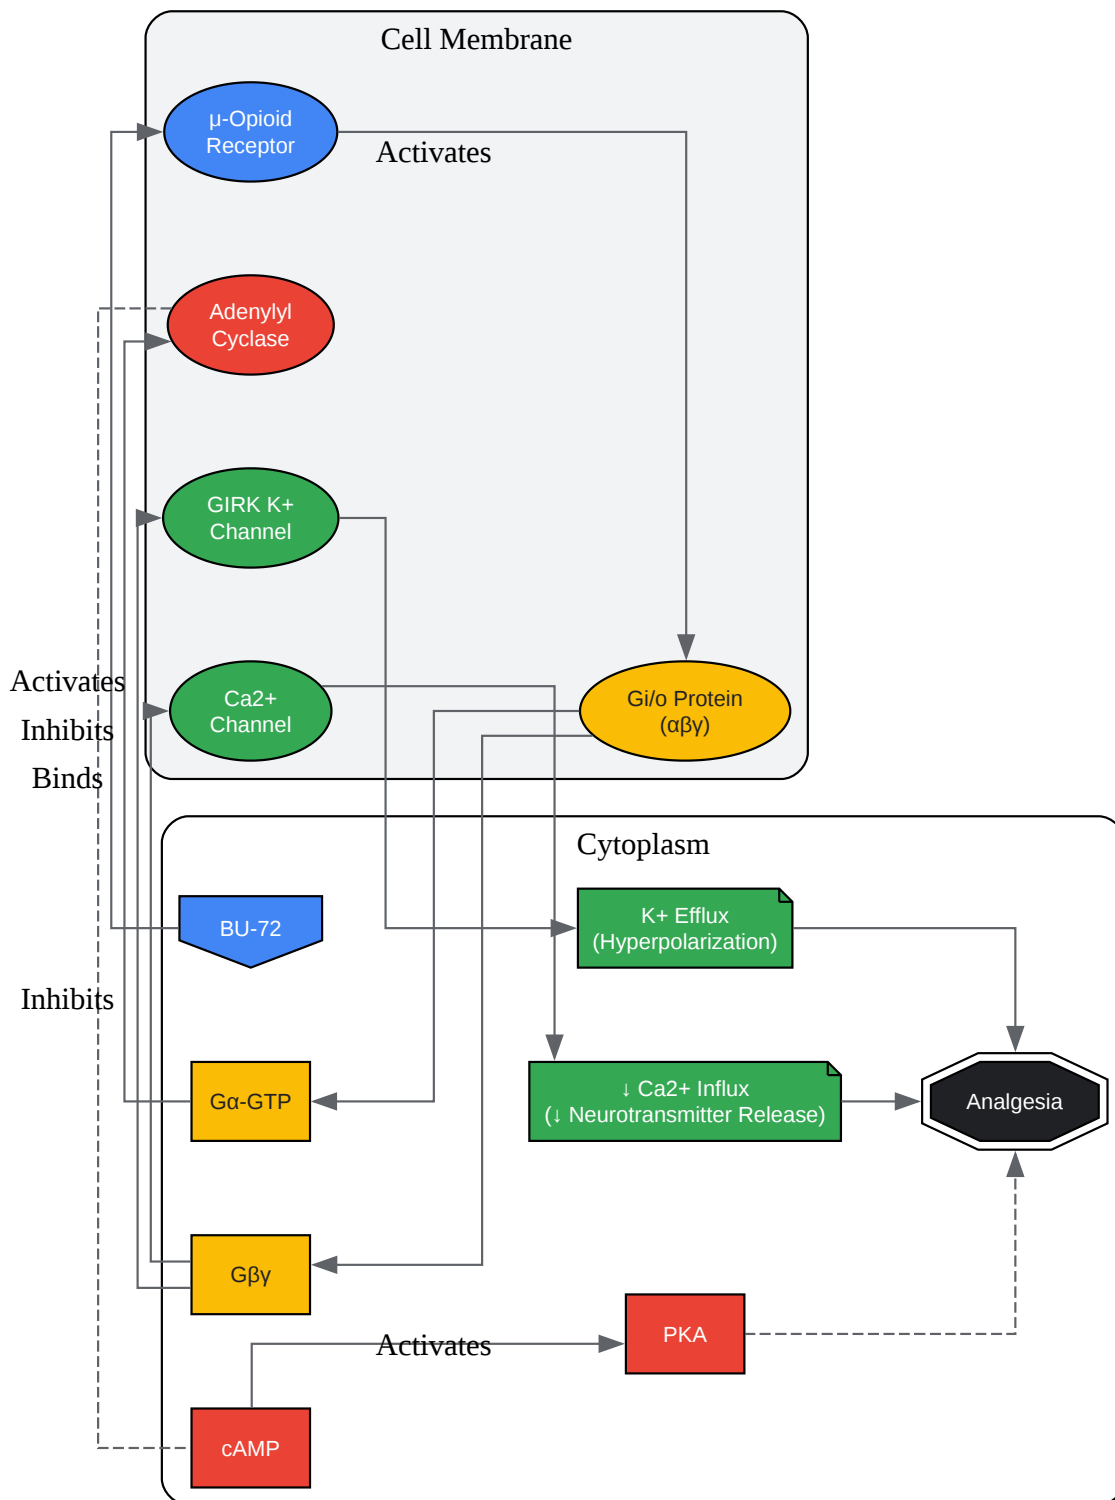 Cell Membrane
μ-Opioid
Receptor
Activates
Adenylyl
Cyclase
GIRK K+
Channel
Ca2+
Channel
Gi/o Protein
(αβγ)
Activates
Inhibits
Binds
Cytoplasm
BU-72
K+ Efflux
(Hyperpolarization)
Inhibits
Gα-GTP
↓ Ca2+ Influx
(↓ Neurotransmitter Release)
Analgesia
Gβγ
PKA
Activates
cAMP